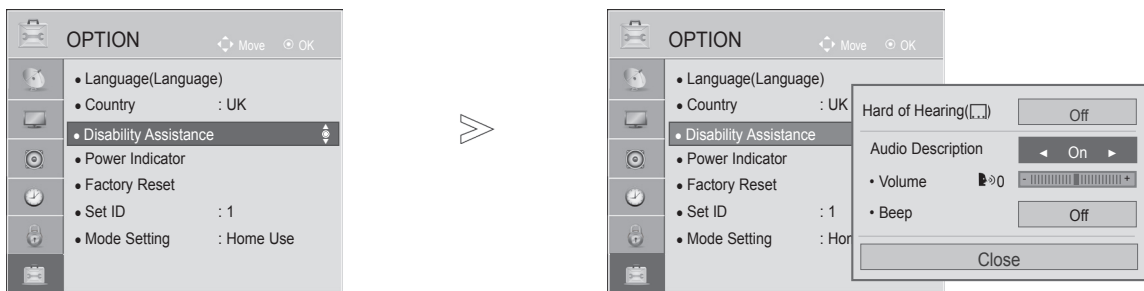 OPTION
Move OK
• Language(Language)
• Country : UK
• Disability Assistance
• Power Indicator
• Factory Reset
• Set ID : 1
• Mode Setting : Home Use
OPTION
Move OK
• Language(Language)
• Country : UK
• Disability Assistance
• Power Indicator
• Factory Reset
• Set ID : 1
• Mode Setting : Hor
Hard of Hearing( ) Off
Audio Description ◄ On ►
• Volume 0 - +
• Beep Off
Close